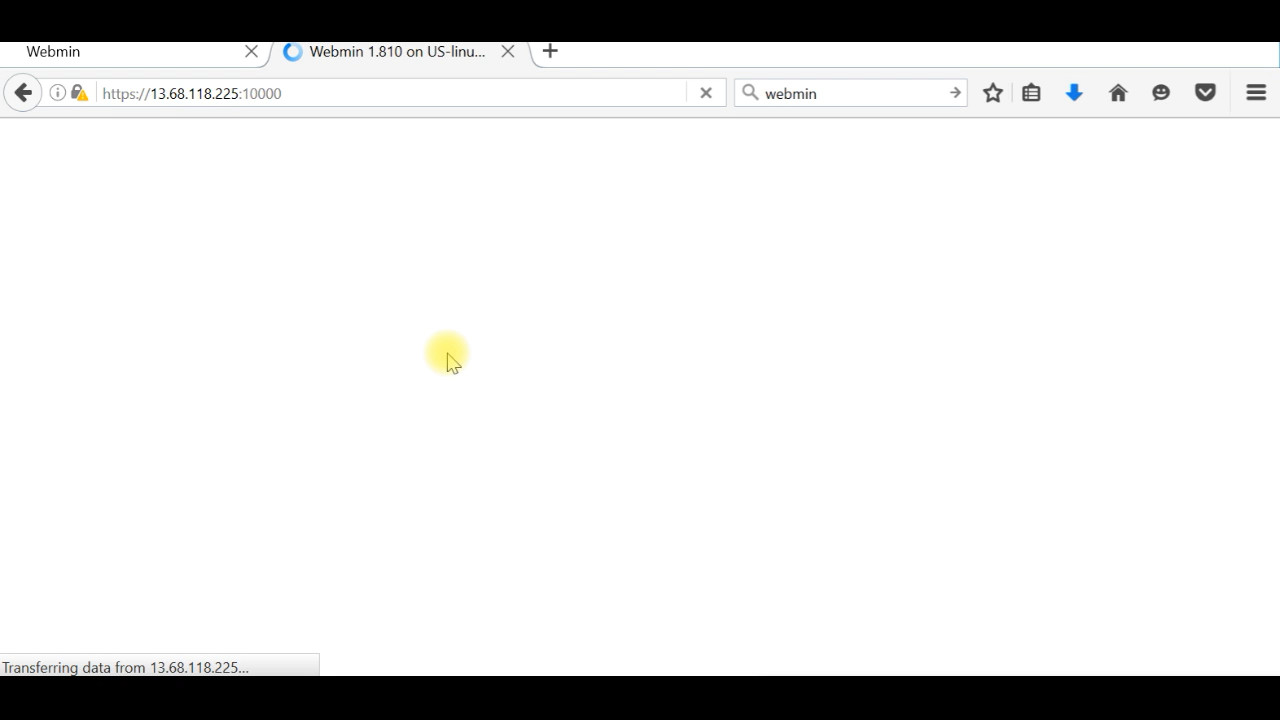 Webmin
Webmin 1.810 on US-linu...
https://13.68.118.225:10000
webmin
Transferring data from 13.68.118.225...